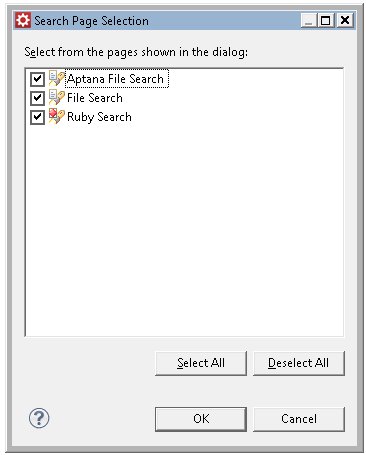 Search Page Selection
Select from the pages shown in the dialog:
Aptana File Search
File Search
Ruby Search
Select All Deselect All
? OK Cancel